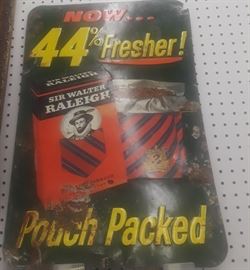 NOW...
44% Fresher!
SIR WALTER
RALEIGH
SIR WALTER
RALEIGH
Pouch Packed